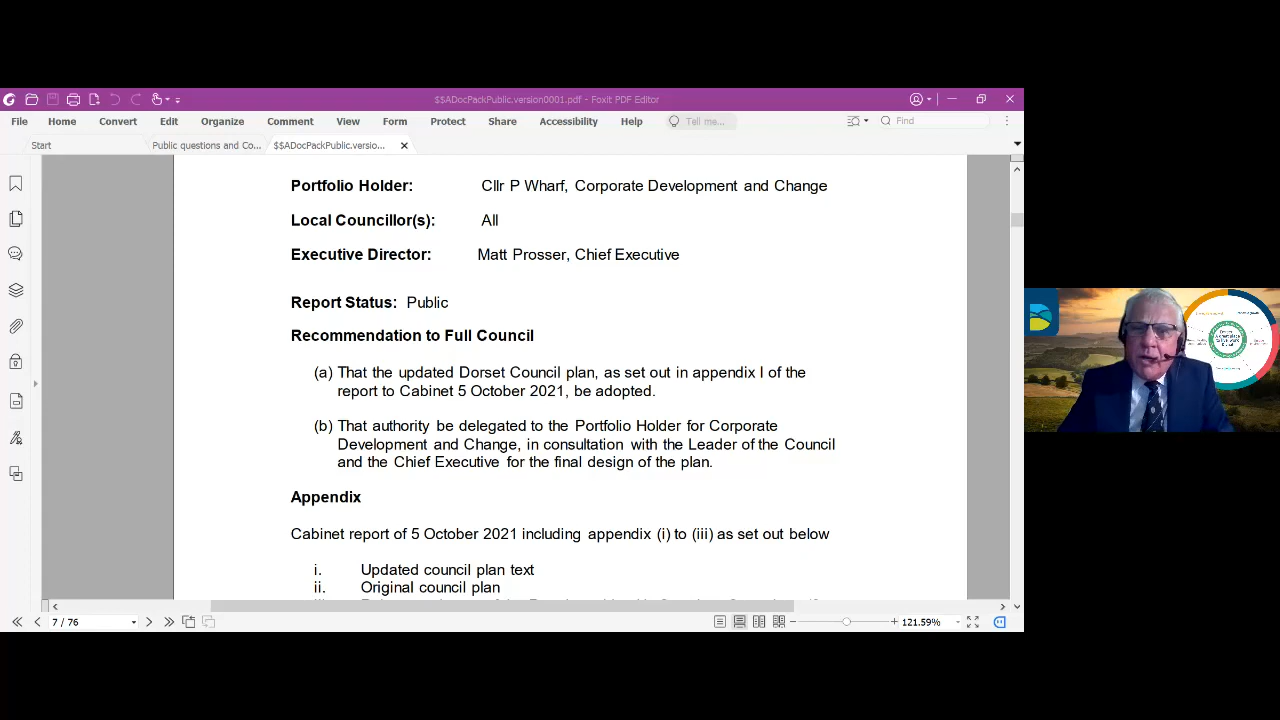 $$ADocPackPublic.version0001.pdf - Foxit PDF Editor
File Home Convert Edit Organize Comment View Form Protect Share Accessibility Help Tell me... Find
Start Public questions and Co... $$ADocPackPublic.versio...
Portfolio Holder: Cllr P Wharf, Corporate Development and Change
Local Councillor(s): All
Executive Director: Matt Prosser, Chief Executive
Report Status: Public
Recommendation to Full Council
(a) That the updated Dorset Council plan, as set out in appendix I of the
report to Cabinet 5 October 2021, be adopted.
(b) That authority be delegated to the Portfolio Holder for Corporate
Development and Change, in consultation with the Leader of the Council
and the Chief Executive for the final design of the plan.
Appendix
Cabinet report of 5 October 2021 including appendix (i) to (iii) as set out below
i. Updated council plan text
ii. Original council plan
7 / 76 121.59%